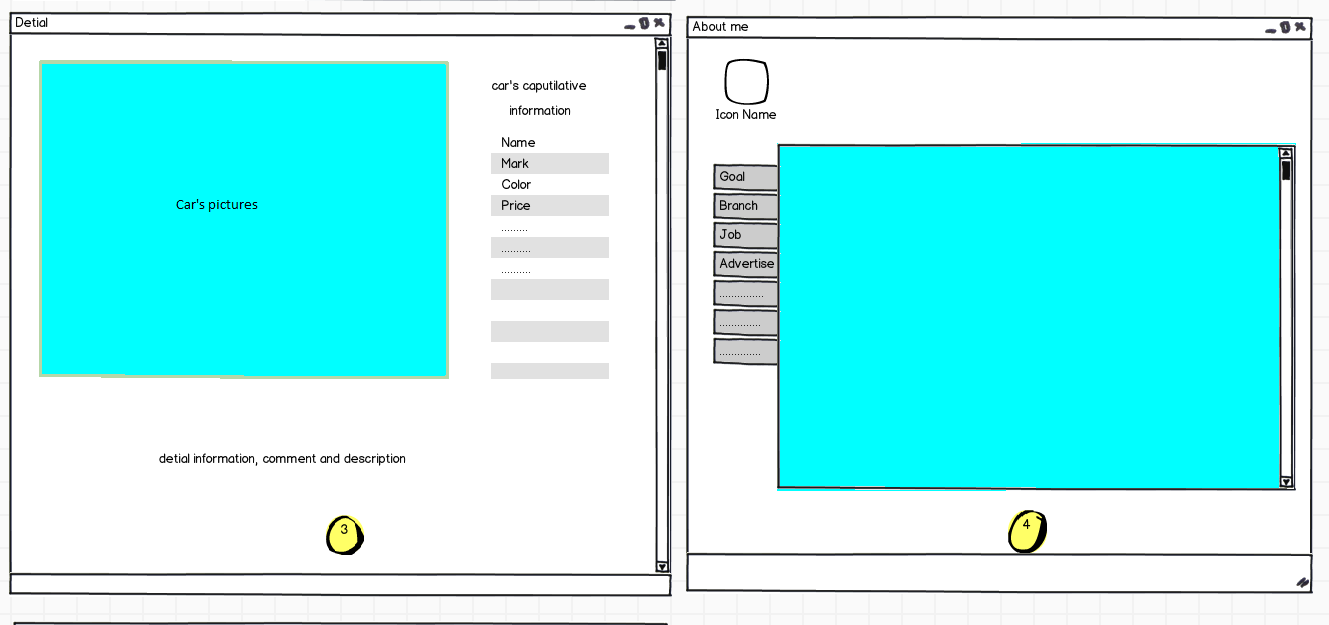 Detial
Car's pictures
car's caputilative
information
Name
Mark
Color
Price
.........
..........
..........
detial information, comment and description
3
About me
Icon Name
Goal
Branch
Job
Advertise
...............
..............
..............
4